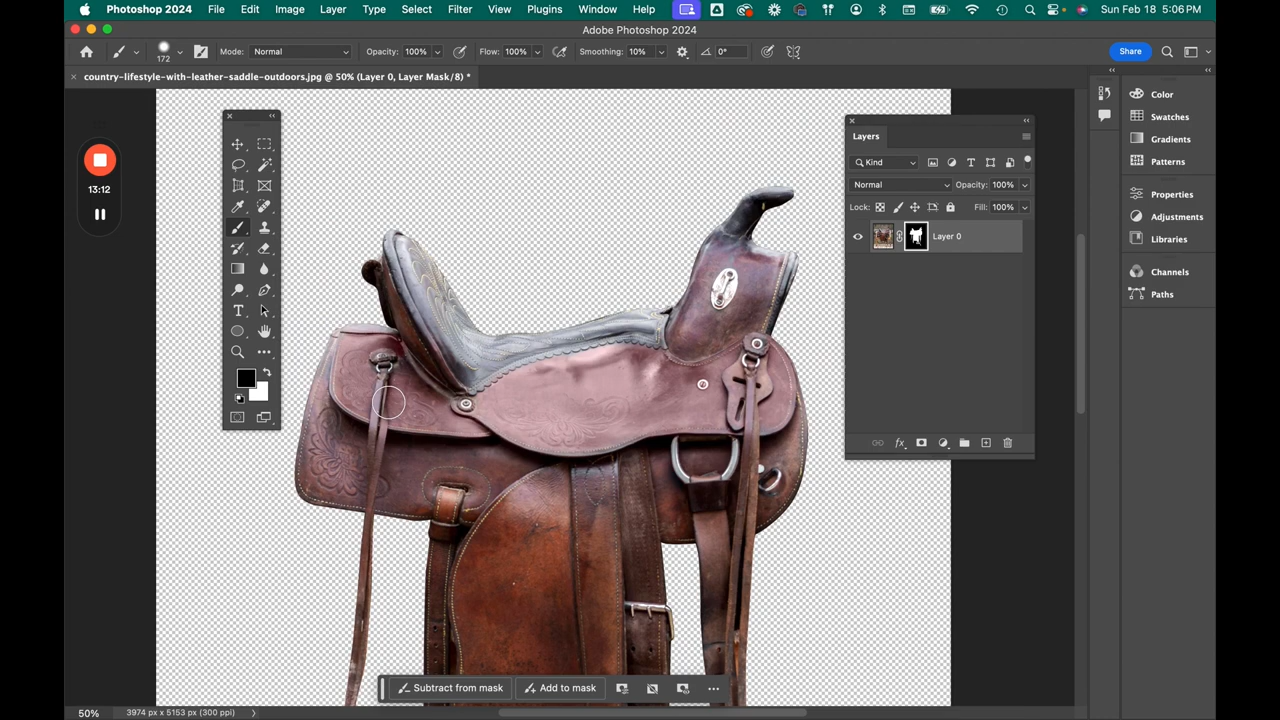 Photoshop 2024 File Edit Image Layer Type Select Filter View Plugins Window Help Sun Feb 18 5:06 PM
Adobe Photoshop 2024
172 Mode: Normal Opacity: 100% Flow: 100% Smoothing: 10% 0° Share
country-lifestyle-with-leather-saddle-outdoors.jpg @ 50% (Layer 0, Layer Mask/8) *
13:12
Layers
Kind
Normal Opacity: 100%
Lock: Fill: 100%
Layer 0
fx
Color
Swatches
Gradients
Patterns
Properties
Adjustments
Libraries
Channels
Paths
Subtract from mask Add to mask
50% 3974 px x 5153 px (300 ppi)